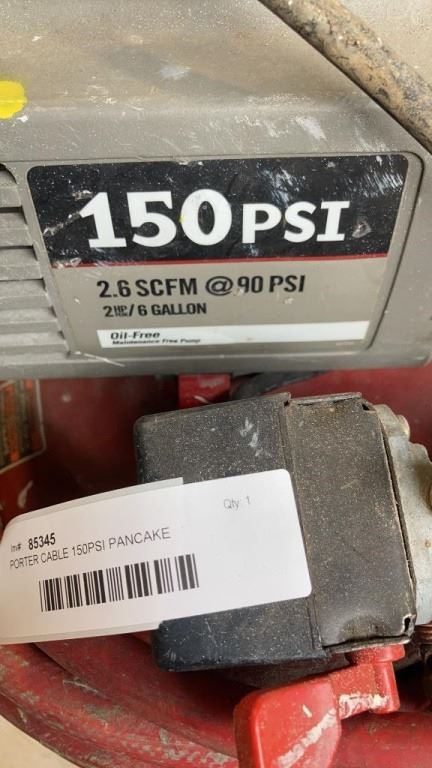 150 PSI
2.6 SCFM @ 90 PSI
2 / 6 GALLON
Oil-Free
Maintenance Free Pump
Qty: 1
Inv# 85345
PORTER CABLE 150PSI PANCAKE